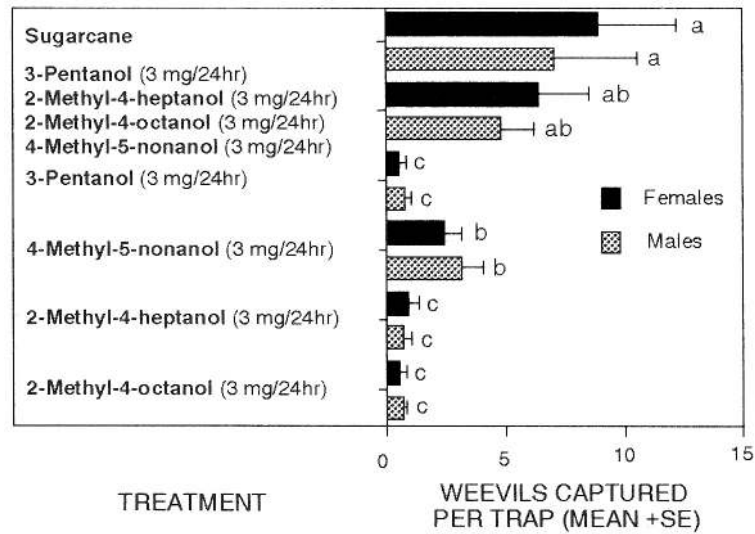 Sugarcane
3-Pentanol (3 mg/24hr)
2-Methyl-4-heptanol (3 mg/24hr)
2-Methyl-4-octanol (3 mg/24hr)
4-Methyl-5-nonanol (3 mg/24hr)
3-Pentanol (3 mg/24hr)
4-Methyl-5-nonanol (3 mg/24hr)
2-Methyl-4-heptanol (3 mg/24hr)
2-Methyl-4-octanol (3 mg/24hr)
a
a
ab
ab
c
c
b
b
c
c
c
c
Females
Males
0 5 10 15
TREATMENT
WEEVILS CAPTURED
PER TRAP (MEAN +SE)